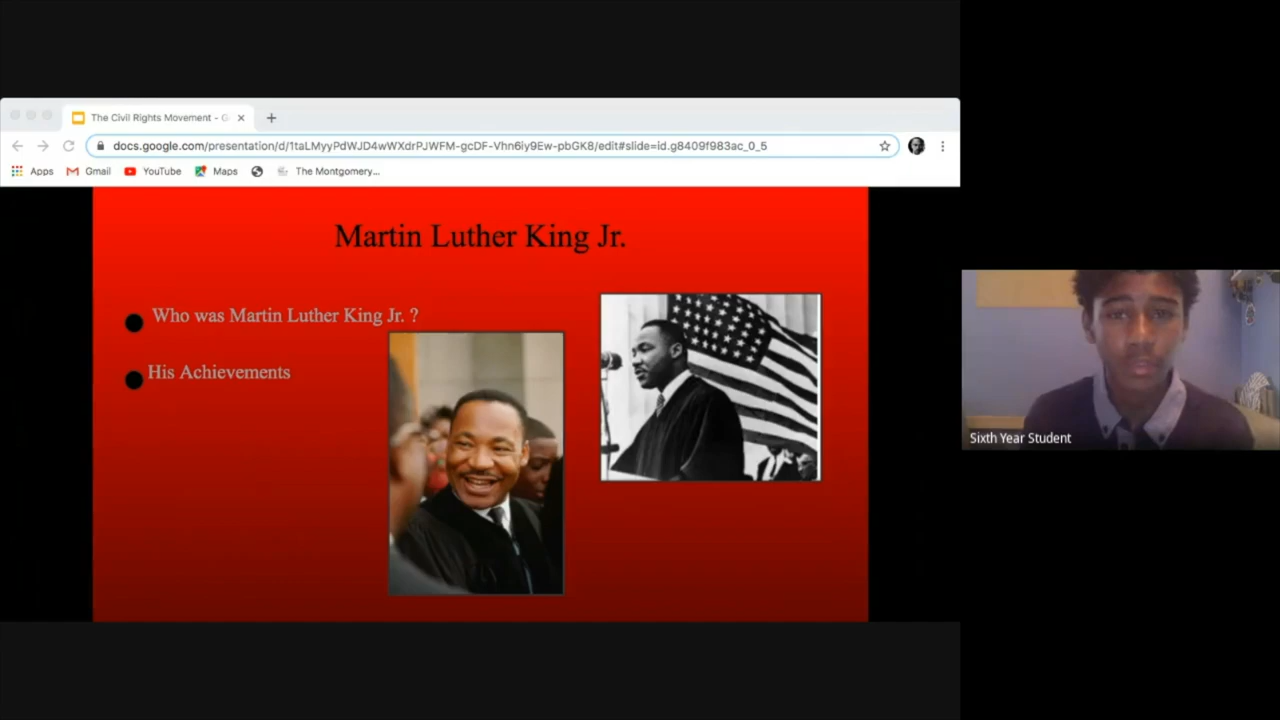 The Civil Rights Movement - G
docs.google.com/presentation/d/1taLMyyPdWJD4wWXdrPJWFM-gcDF-Vhn6iy9Ew-pbGK8/edit#slide=id.g8409f983ac_0_5
Apps Gmail YouTube Maps The Montgomery...
Martin Luther King Jr.
Who was Martin Luther King Jr. ?
His Achievements
Sixth Year Student